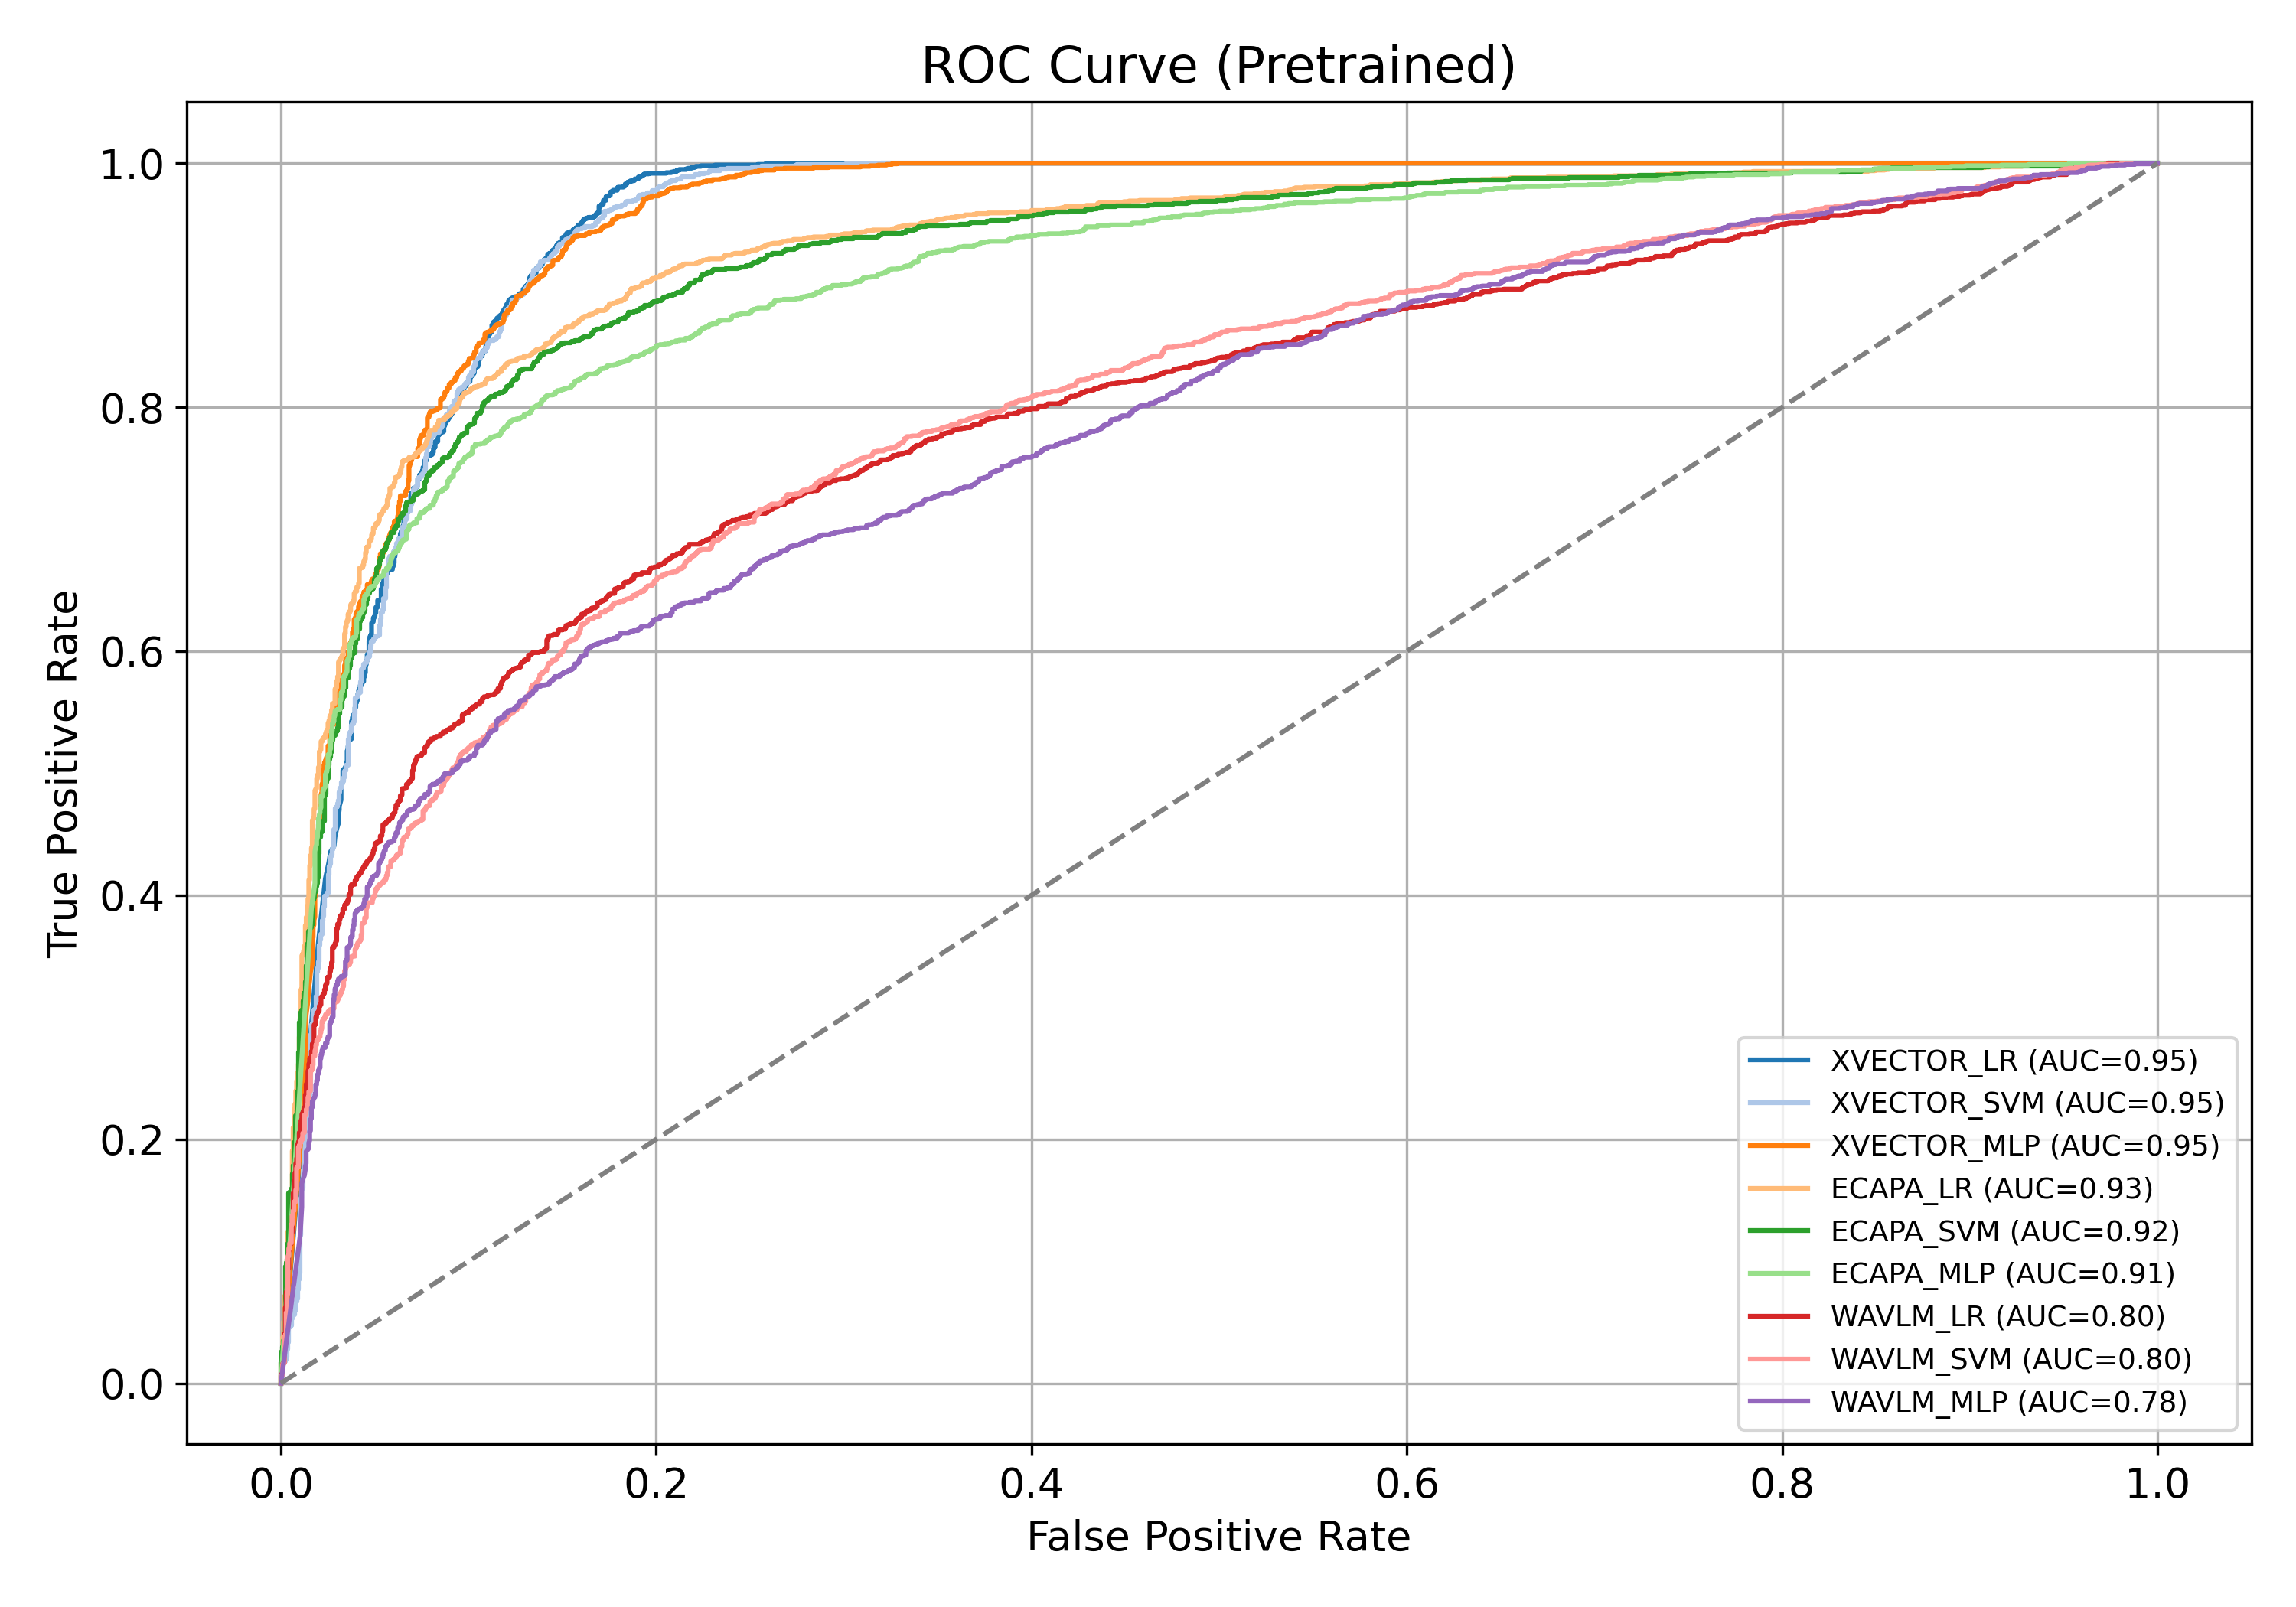 ROC Curve (Pretrained)
1.0
0.8
0.6
0.4
0.2
0.0
True Positive Rate
0.0 0.2 0.4 0.6 0.8 1.0
False Positive Rate
XVECTOR_LR (AUC=0.95)
XVECTOR_SVM (AUC=0.95)
XVECTOR_MLP (AUC=0.95)
ECAPA_LR (AUC=0.93)
ECAPA_SVM (AUC=0.92)
ECAPA_MLP (AUC=0.91)
WAVLM_LR (AUC=0.80)
WAVLM_SVM (AUC=0.80)
WAVLM_MLP (AUC=0.78)